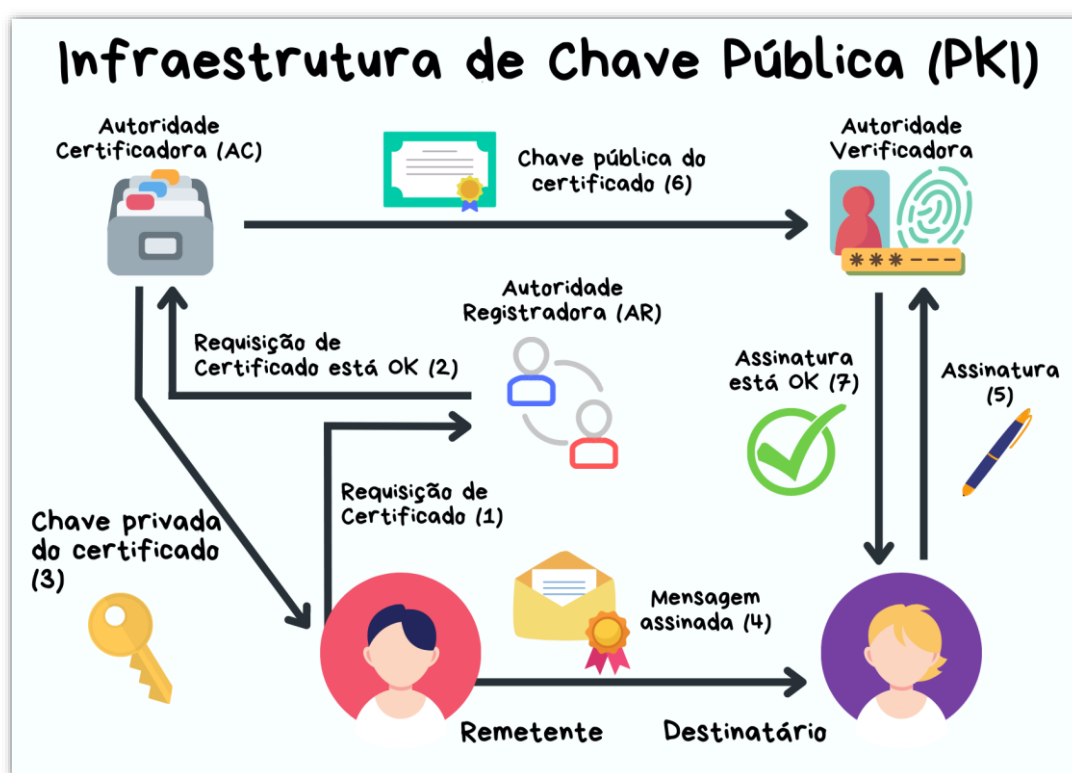 Infraestrutura de Chave Pública (PKI)
Autoridade
Certificadora (AC)
Chave pública do
certificado (6)
Autoridade
Verificadora
***---
Autoridade
Registradora (AR)
Requisição de
Certificado está OK (2)
Assinatura
está OK (7)
Assinatura
(5)
Requisição de
Certificado (1)
Chave privada
do certificado
(3)
Mensagem
assinada (4)
Remetente
Destinatário